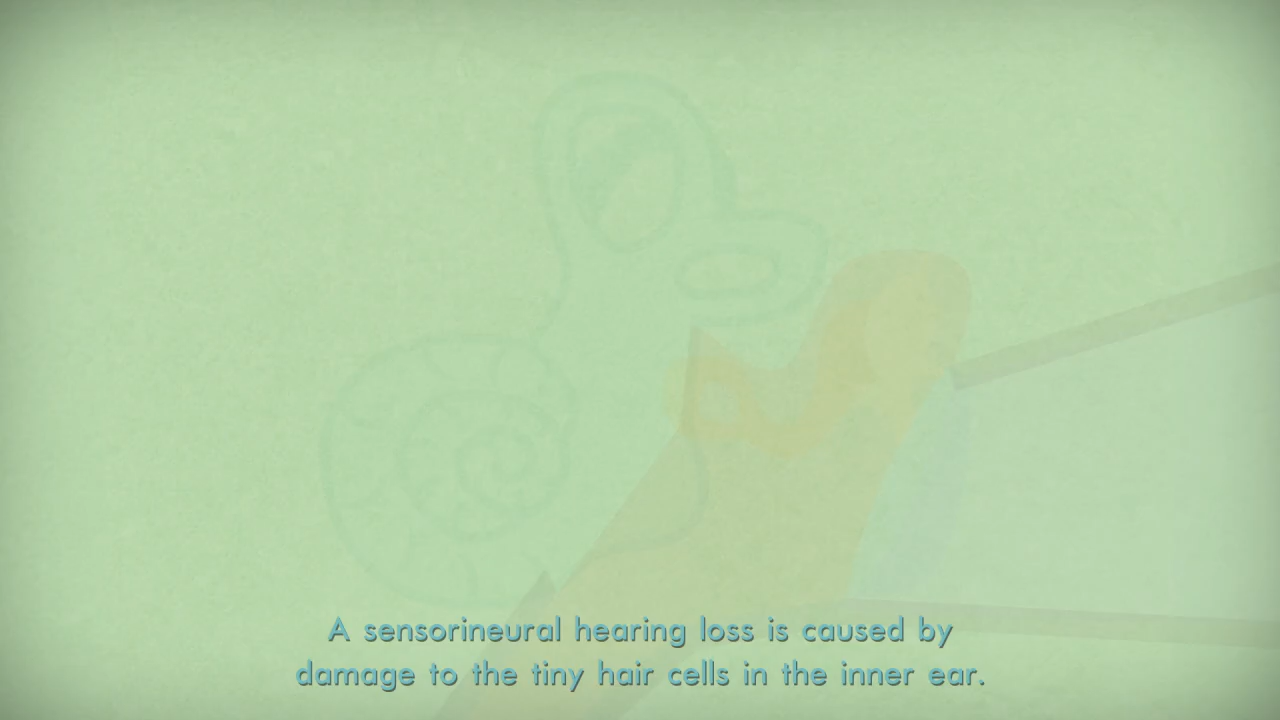 A sensorineural hearing loss is caused by
damage to the tiny hair cells in the inner ear.